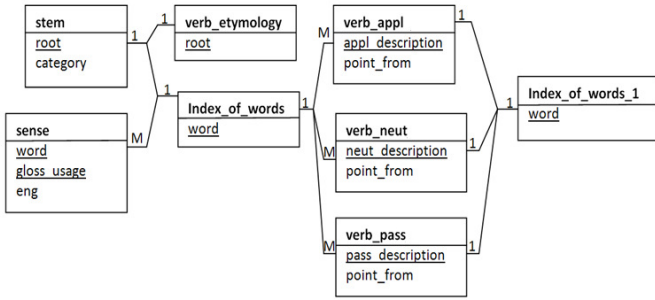 stem
root
category
1
1
verb_etymology
root
1
sense
word
gloss_usage
eng
M
Index_of_words
word
1
M
verb_appl
appl_description
point_from
1
M
verb_neut
neut_description
point_from
1
M
verb_pass
pass_description
point_from
1
1
Index_of_words_1
word